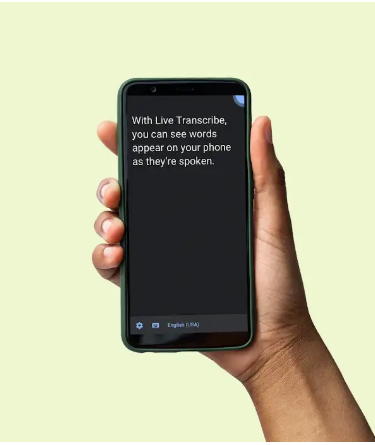 With Live Transcribe,
you can see words
appear on your phone
as they're spoken.
English (USA)